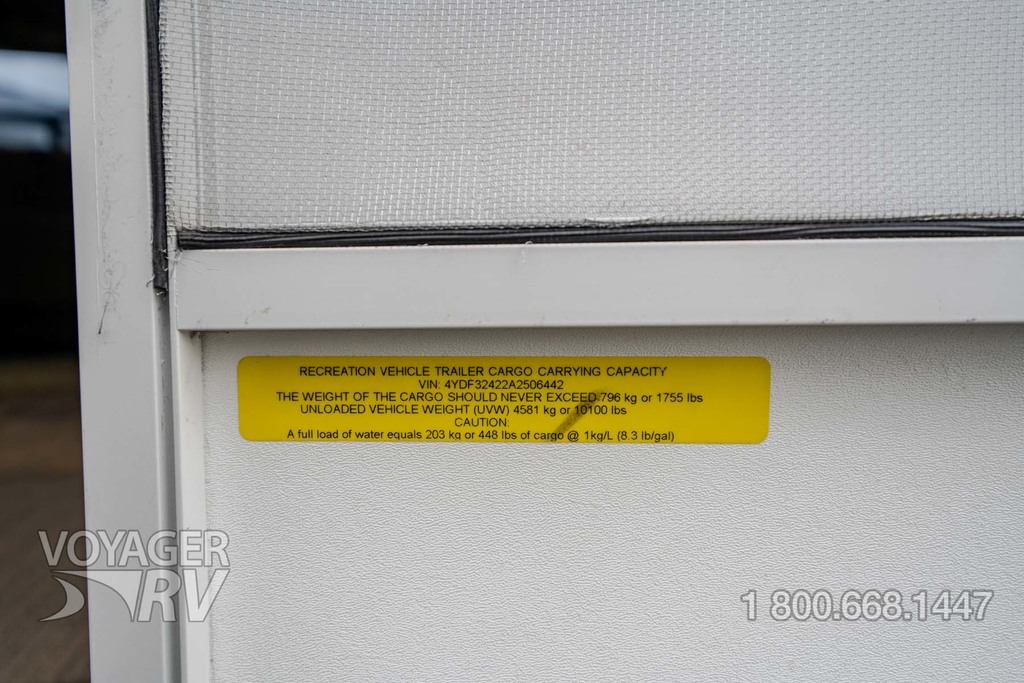 RECREATION VEHICLE TRAILER CARGO CARRYING CAPACITY
VIN: 4YDF32422A2506442
THE WEIGHT OF THE CARGO SHOULD NEVER EXCEED 796 kg or 1755 lbs
UNLOADED VEHICLE WEIGHT (UVW) 4581 kg or 10100 lbs
CAUTION:
A full load of water equals 203 kg or 448 lbs of cargo @ 1kg/L (8.3 lb/gal)
VOYAGER
RV
1 800.668.1447